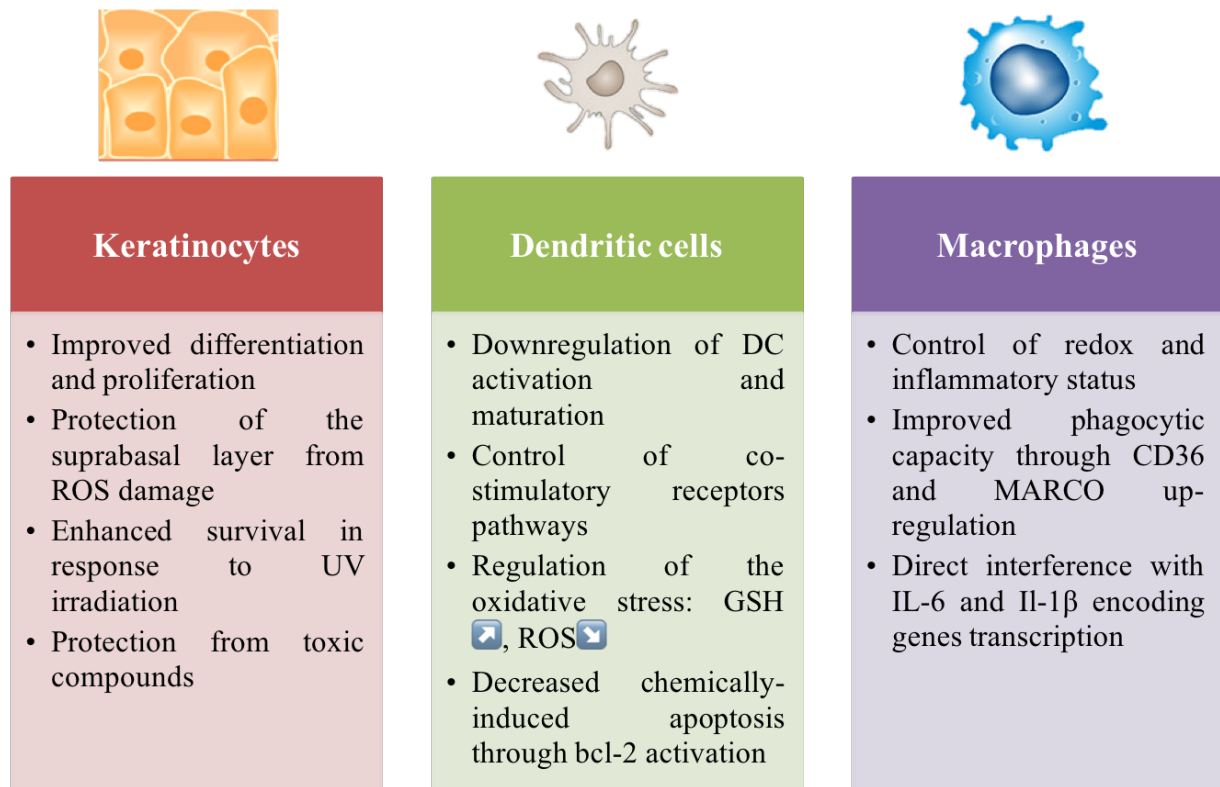 Keratinocytes
• Improved differentiation
and proliferation
• Protection of the
suprabasal layer from
ROS damage
• Enhanced survival in
response to UV
irradiation
• Protection from toxic
compounds
Dendritic cells
• Downregulation of DC
activation and
maturation
• Control of co-
stimulatory receptors
pathways
• Regulation of the
oxidative stress: GSH
↗, ROS↘
• Decreased chemically-
induced apoptosis
through bcl-2 activation
Macrophages
• Control of redox and
inflammatory status
• Improved phagocytic
capacity through CD36
and MARCO up-
regulation
• Direct interference with
IL-6 and Il-1β encoding
genes transcription